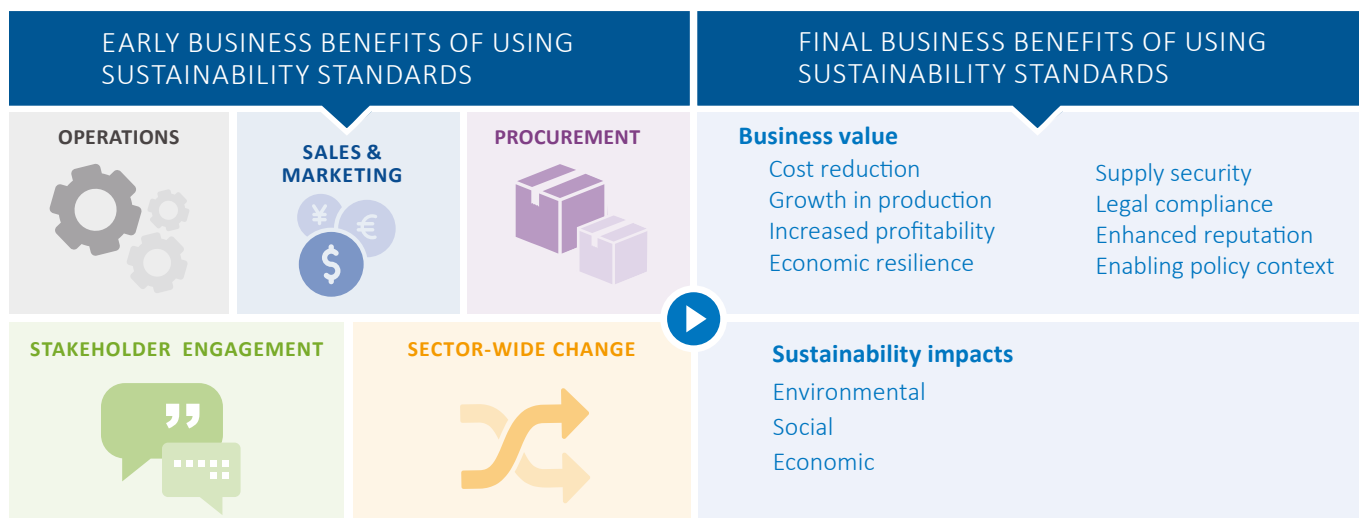 EARLY BUSINESS BENEFITS OF USING
SUSTAINABILITY STANDARDS
OPERATIONS
SALES &
MARKETING
¥
€
$
PROCUREMENT
STAKEHOLDER ENGAGEMENT
SECTOR-WIDE CHANGE
FINAL BUSINESS BENEFITS OF USING
SUSTAINABILITY STANDARDS
Business value
Cost reduction
Growth in production
Increased profitability
Economic resilience
Supply security
Legal compliance
Enhanced reputation
Enabling policy context
Sustainability impacts
Environmental
Social
Economic